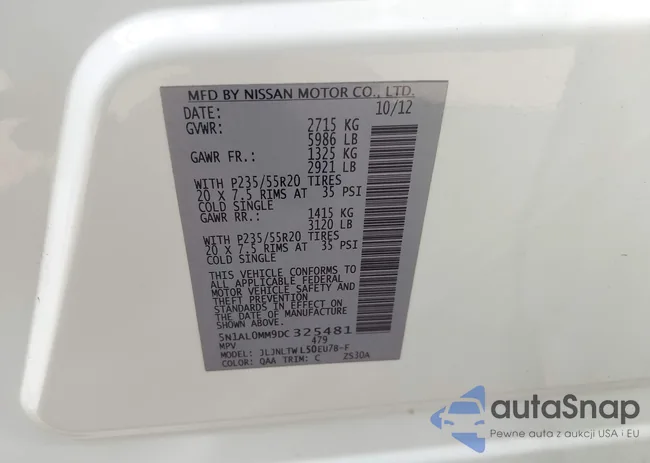 MFD BY NISSAN MOTOR CO., LTD.
DATE: 10/12
GVWR: 2715 KG
5986 LB
GAWR FR.: 1325 KG
2921 LB
WITH P235/55R20 TIRES
20 X 7.5 RIMS AT 35 PSI
COLD SINGLE
GAWR RR.: 1415 KG
3120 LB
WITH P235/55R20 TIRES
20 X 7.5 RIMS AT 35 PSI
COLD SINGLE
THIS VEHICLE CONFORMS TO
ALL APPLICABLE FEDERAL
MOTOR VEHICLE SAFETY AND
THEFT PREVENTION
STANDARDS IN EFFECT ON
THE DATE OF MANUFACTURE
SHOWN ABOVE.
5N1AL0MM9DC325481
MPV 479
MODEL: JLJNLTWL50EU7B-F
COLOR: QAA TRIM: C ZS30A
autaSnap
Pewne auta z aukcji USA i EU